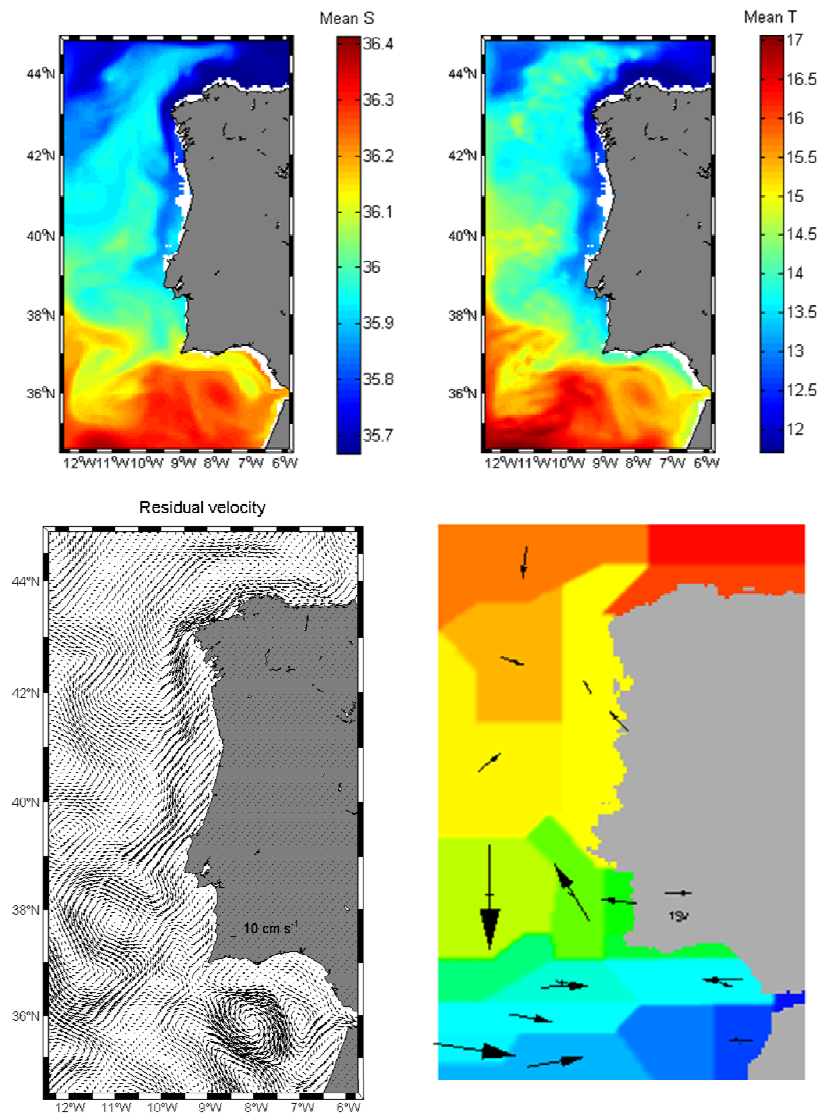 Mean S
44°N
42°N
40°N
38°N
36°N
12°W 11°W 10°W 9°W 8°W 7°W 6°W
36.4
36.3
36.2
36.1
36
35.9
35.8
35.7
Mean T
44°N
42°N
40°N
38°N
36°N
12°W 11°W 10°W 9°W 8°W 7°W 6°W
17
16.5
16
15.5
15
14.5
14
13.5
13
12.5
12
Residual velocity
44°N
42°N
40°N
38°N
36°N
10 cm s⁻¹
12°W 11°W 10°W 9°W 8°W 7°W 6°W
1Sv